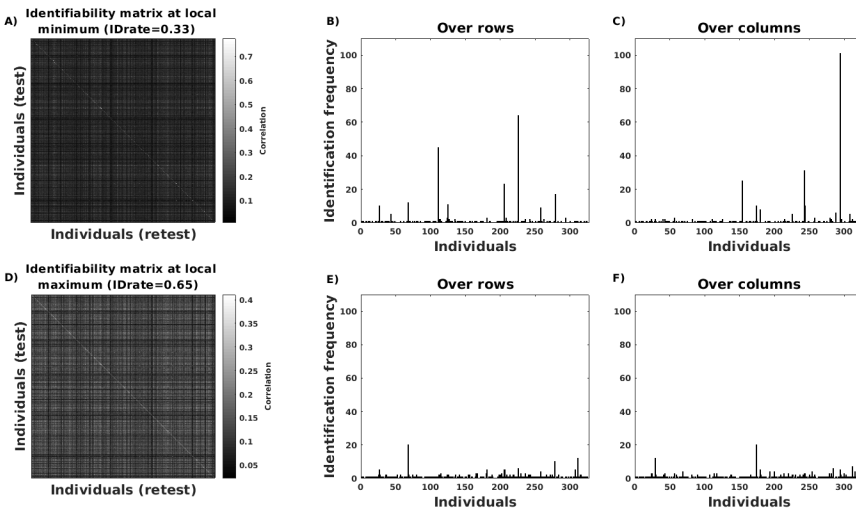 A)
Identifiability matrix at local
minimum (IDrate=0.33)
Individuals (test)
Individuals (retest)
0.7
0.6
0.5
0.4
0.3
0.2
0.1
Correlation
B)
Over rows
Identification frequency
100
80
60
40
20
0
0 50 100 150 200 250 300
Individuals
C)
Over columns
100
80
60
40
20
0
0 50 100 150 200 250 300
Individuals
D)
Identifiability matrix at local
maximum (IDrate=0.65)
Individuals (test)
Individuals (retest)
0.4
0.35
0.3
0.25
0.2
0.15
0.1
0.05
Correlation
E)
Over rows
Identification frequency
100
80
60
40
20
0
0 50 100 150 200 250 300
Individuals
F)
Over columns
100
80
60
40
20
0
0 50 100 150 200 250 300
Individuals